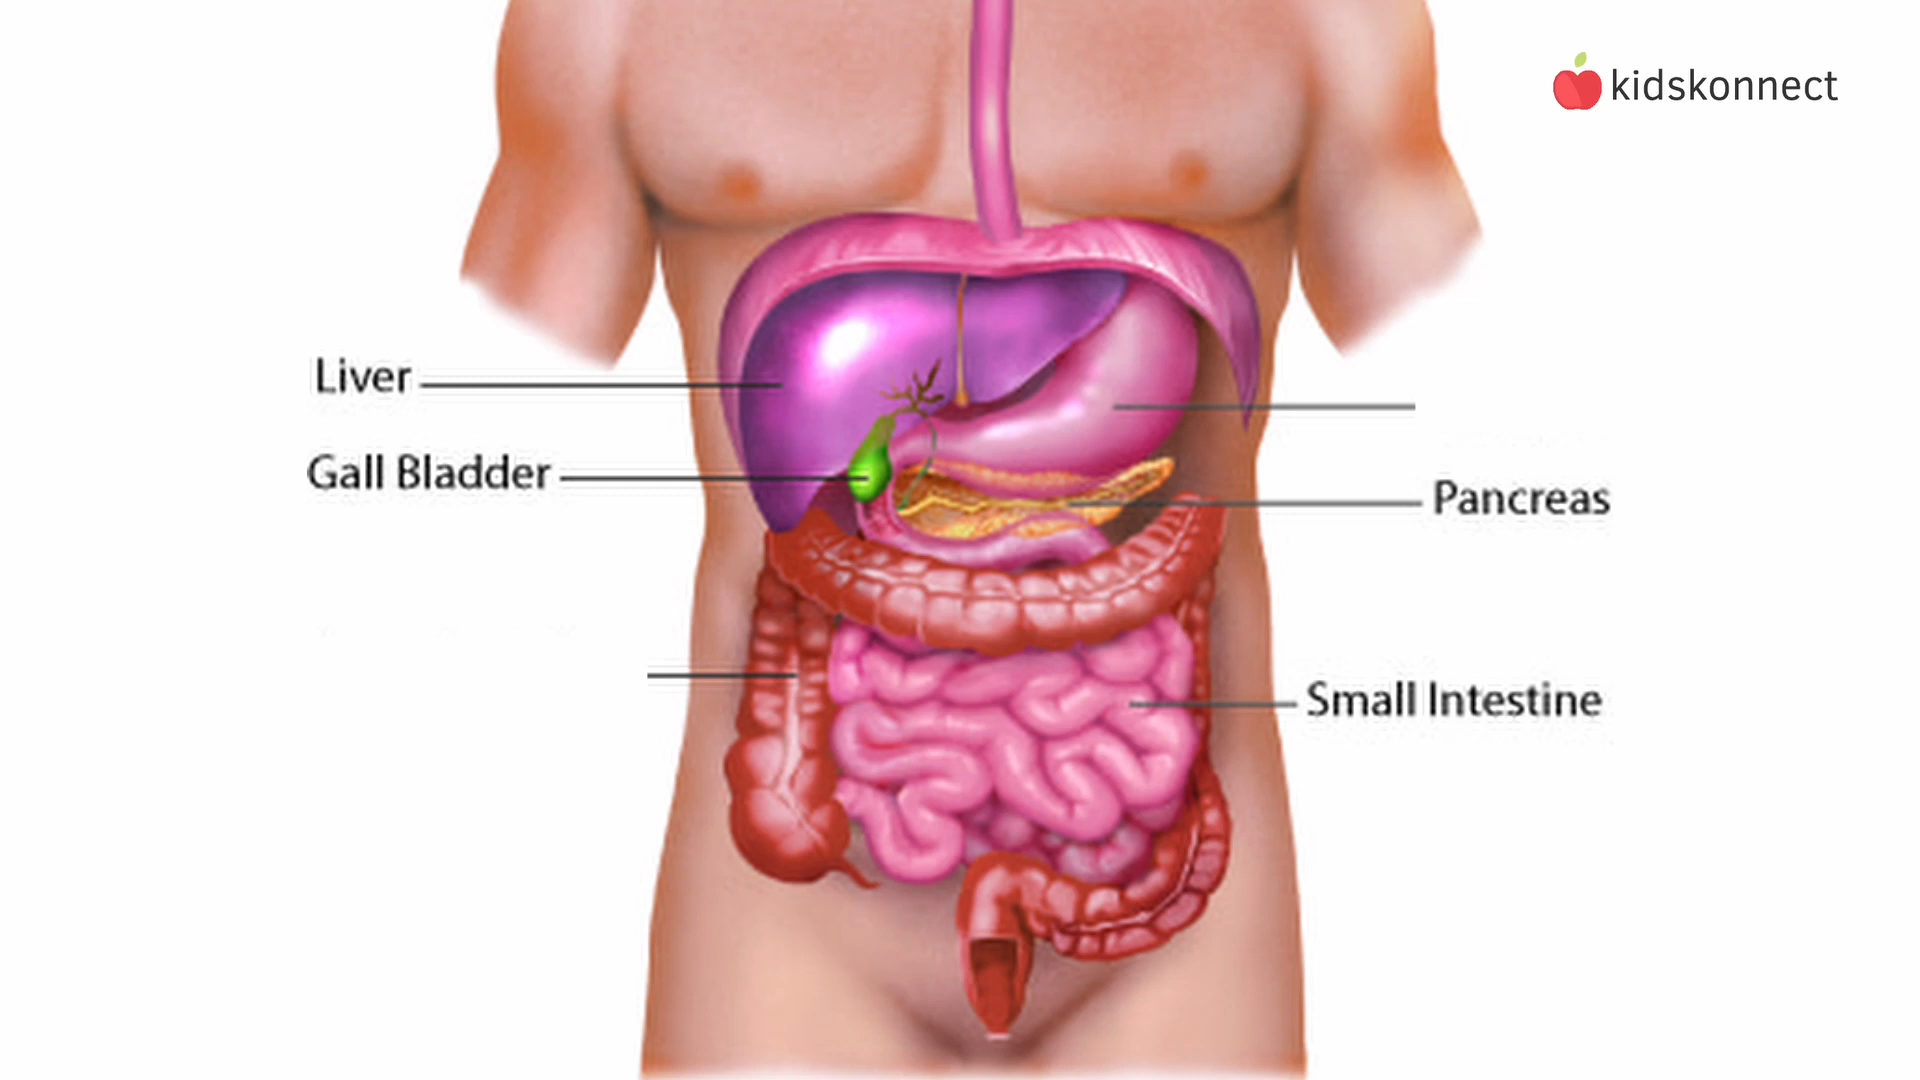 kidskonnect
Liver
Gall Bladder
Pancreas
Small Intestine